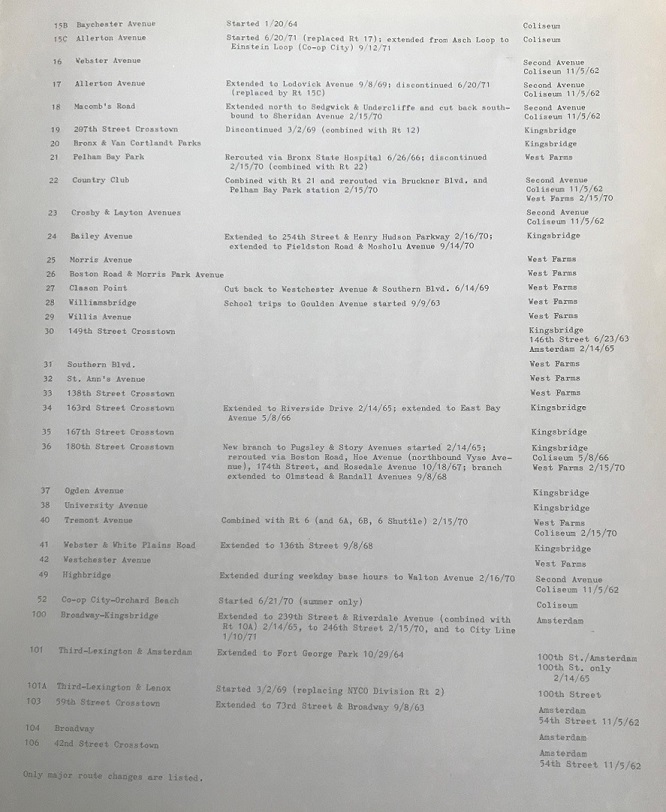 15B Baychester Avenue Started 1/20/64 Coliseum
15C Allerton Avenue Started 6/20/71 (replaced Rt 17); extended from Asch Loop to Coliseum
Einstein Loop (Co-op City) 9/12/71
16 Webster Avenue Second Avenue
Coliseum 11/5/62
17 Allerton Avenue Extended to Lodovick Avenue 9/8/69; discontinued 6/20/71 Second Avenue
(replaced by Rt 15C) Coliseum 11/5/62
18 Macomb's Road Extended north to Sedgwick & Undercliffe and cut back south- Second Avenue
bound to Sheridan Avenue 2/15/70 Coliseum 11/5/62
19 207th Street Crosstown Discontinued 3/2/69 (combined with Rt 12) Kingsbridge
20 Bronx & Van Cortlandt Parks Kingsbridge
21 Pelham Bay Park Rerouted via Bronx State Hospital 6/26/66; discontinued West Farms
2/15/70 (combined with Rt 22)
22 Country Club Combined with Rt 21 and rerouted via Bruckner Blvd. and Second Avenue
Pelham Bay Park station 2/15/70 Coliseum 11/5/62
West Farms 2/15/70
23 Crosby & Layton Avenues Second Avenue
Coliseum 11/5/62
24 Bailey Avenue Extended to 254th Street & Henry Hudson Parkway 2/16/70; Kingsbridge
extended to Fieldston Road & Mosholu Avenue 9/14/70
25 Morris Avenue West Farms
26 Boston Road & Morris Park Avenue West Farms
27 Clason Point Cut back to Westchester Avenue & Southern Blvd. 6/14/69 West Farms
28 Williamsbridge School trips to Goulden Avenue started 9/9/63 West Farms
29 Willis Avenue West Farms
30 149th Street Crosstown Kingsbridge
146th Street 6/23/63
Amsterdam 2/14/65
31 Southern Blvd. West Farms
32 St. Ann's Avenue West Farms
33 138th Street Crosstown West Farms
34 163rd Street Crosstown Extended to Riverside Drive 2/14/65; extended to East Bay Kingsbridge
Avenue 5/8/66
35 167th Street Crosstown Kingsbridge
36 180th Street Crosstown New branch to Pugsley & Story Avenues started 2/14/65; Kingsbridge
rerouted via Boston Road, Hoe Avenue (northbound Vyse Ave- Coliseum 5/8/66
nue), 174th Street, and Rosedale Avenue 10/18/67; branch West Farms 2/15/70
extended to Olmstead & Randall Avenues 9/8/68
37 Ogden Avenue Kingsbridge
38 University Avenue Kingsbridge
40 Tremont Avenue Combined with Rt 6 (and 6A, 6B, 6 Shuttle) 2/15/70 West Farms
Coliseum 2/15/70
41 Webster & White Plains Road Extended to 136th Street 9/8/68 Kingsbridge
42 Westchester Avenue West Farms
49 Highbridge Extended during weekday base hours to Walton Avenue 2/16/70 Second Avenue
Coliseum 11/5/62
52 Co-op City-Orchard Beach Started 6/21/70 (summer only) Coliseum
100 Broadway-Kingsbridge Extended to 239th Street & Riverdale Avenue (combined with Amsterdam
Rt 10A) 2/14/65, to 246th Street 2/15/70, and to City Line
1/10/71
101 Third-Lexington & Amsterdam Extended to Fort George Park 10/29/64 100th St./Amsterdam
100th St. only
2/14/65
101A Third-Lexington & Lenox Started 3/2/69 (replacing NYCO Division Rt 2) 100th Street
103 59th Street Crosstown Extended to 73rd Street & Broadway 9/8/63 Amsterdam
54th Street 11/5/62
104 Broadway Amsterdam
106 42nd Street Crosstown Amsterdam
54th Street 11/5/62
Only major route changes are listed.